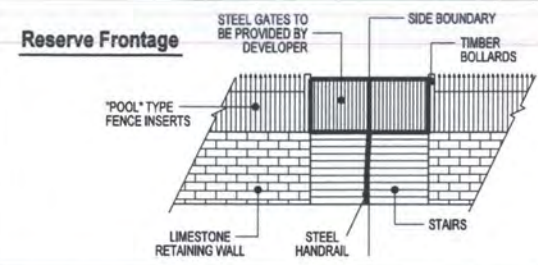 Reserve Frontage
STEEL GATES TO
BE PROVIDED BY
DEVELOPER
SIDE BOUNDARY
TIMBER
BOLLARDS
"POOL" TYPE
FENCE INSERTS
LIMESTONE
RETAINING WALL
STEEL
HANDRAIL
STAIRS